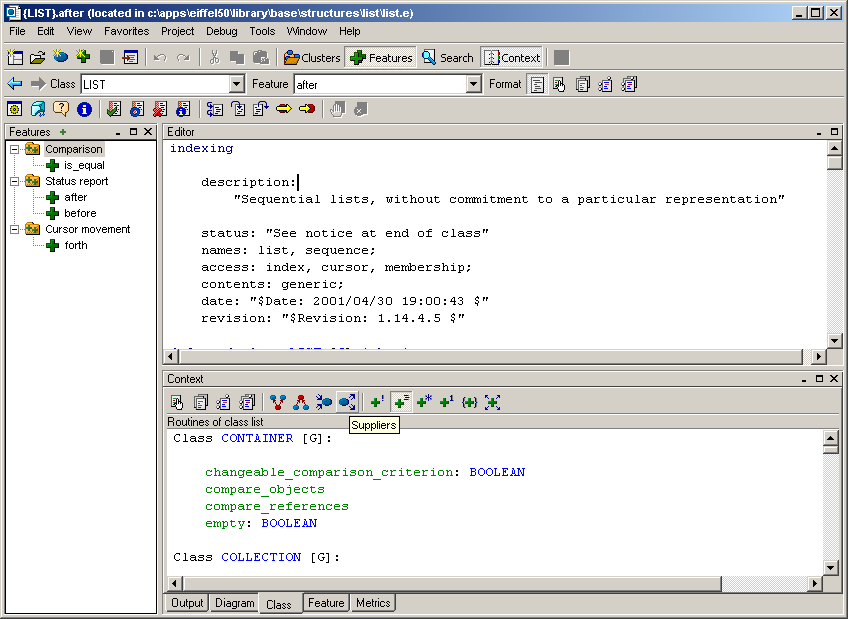 {LIST}.after (located in c:\apps\eiffel50\library\base\structures\list\list.e)
File Edit View Favorites Project Debug Tools Window Help
Clusters Features Search Context
Class LIST Feature after Format
Features
Comparison
is_equal
Status report
after
before
Cursor movement
forth
Editor
indexing
description:
"Sequential lists, without commitment to a particular representation"
status: "See notice at end of class"
names: list, sequence;
access: index, cursor, membership;
contents: generic;
date: "$Date: 2001/04/30 19:00:43 $"
revision: "$Revision: 1.14.4.5 $"
Context
Suppliers
Routines of class list
Class CONTAINER [G]:
changeable_comparison_criterion: BOOLEAN
compare_objects
compare_references
empty: BOOLEAN
Class COLLECTION [G]:
Output Diagram Class Feature Metrics